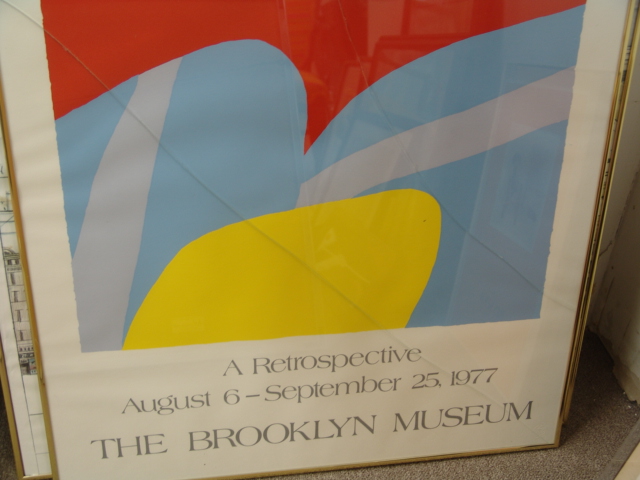 A Retrospective
August 6 – September 25, 1977
THE BROOKLYN MUSEUM